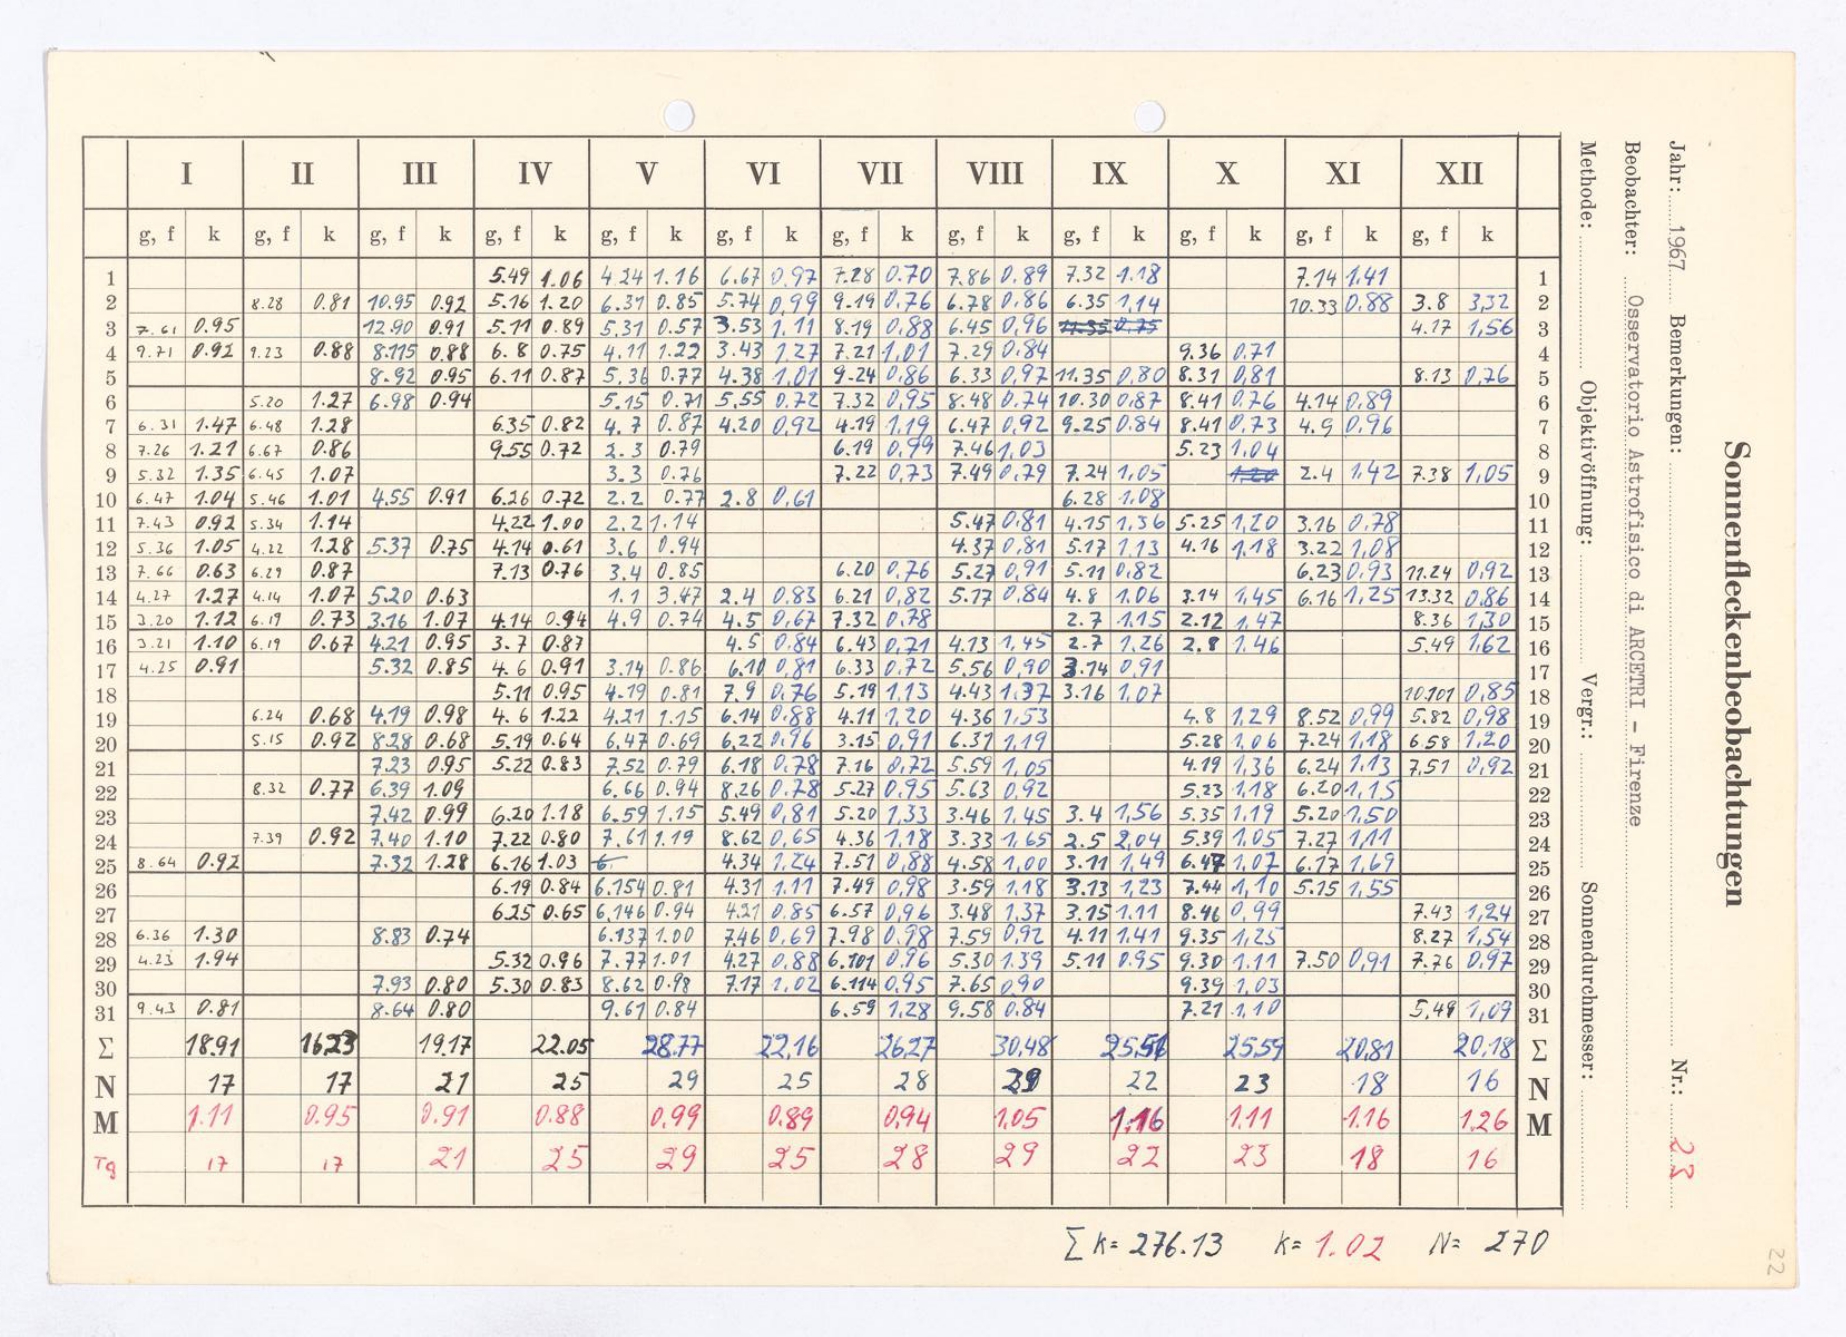 I II III IV V VI VII VIII IX X XI XII
g, f k g, f k g, f k g, f k g, f k g, f k g, f k g, f k g, f k g, f k g, f k g, f k
1 5.49 1.06 4.24 1.16 6.67 0,97 7.28 0.70 7.86 0,89 7.32 1.18 7.14 1,41 1
2 8.28 0.81 10.95 0.92 5.16 1.20 6.31 0.85 5.74 0,99 9.19 0,76 6.78 0,86 6.35 1,14 10.33 0,88 3.8 3,32 2
3 7.61 0.95 12.90 0.91 5.11 0.89 5,31 0.57 3.53 1.11 8.19 0,88 6.45 0,96 11.35 0,75 4.17 1,56 3
4 9.71 0.92 9.23 0.88 8.115 0.88 6.8 0.75 4.11 1.22 3.43 1,27 7.21 1,01 7.29 0,84 9.36 0,71 4
5 8.92 0.95 6.11 0.87 5,36 0.77 4.38 1,01 9.24 0,86 6.33 0,97 11.35 0,80 8.31 0,81 8.13 0,76 5
6 5.20 1.27 6.98 0.94 5.15 0.71 5,55 0.72 7.32 0,95 8.48 0,74 10.30 0,87 8.41 0,76 4.14 0,89 6
7 6.31 1.47 6.48 1.28 6.35 0.82 4.7 0.87 4.20 0,92 4.19 1,19 6.47 0,92 9.25 0.84 8.41 0,73 4.9 0,96 7
8 7.26 1.21 6.67 0.86 9.55 0.72 2.3 0.79 6.19 0,99 7.46 1,03 5.23 1,04 8
9 5.32 1.35 6.45 1.07 3.3 0.76 7.22 0,73 7.49 0,79 7.24 1,05 1,20 2.4 1,42 7.38 1,05 9
10 6.47 1.04 5.46 1.01 4.55 0.91 6.26 0.72 2.2 0.77 2.8 0,61 6.28 1,08 10
11 7.43 0.92 5.34 1.14 4.22 1.00 2.2 1.14 5.47 0,81 4.15 1,36 5.25 1,20 3.16 0,78 11
12 5.36 1.05 4.22 1.28 5.37 0.75 4.14 0.61 3.6 0.94 4.37 0,81 5.17 1,13 4.16 1,18 3.22 1,08 12
13 7.66 0.63 6.29 0.87 7.13 0.76 3.4 0.85 6.20 0,76 5.27 0,91 5.11 0,82 6.23 0,93 11.24 0,92 13
14 4.27 1.27 4.14 1.07 5.20 0.63 1.1 3.47 2.4 0,83 6.21 0,82 5.17 0,84 4.8 1.06 3.14 1,45 6.16 1,25 13.32 0,86 14
15 3.20 1.12 6.19 0.73 3.16 1.07 4.14 0.94 4.9 0.74 4.5 0,67 7.32 0,78 2.7 1.15 2.12 1,47 8.36 1,30 15
16 3.21 1.10 6.19 0.67 4.21 0.95 3.7 0.87 4.5 0,84 6.43 0,71 4.13 1,45 2.7 1,26 2.8 1,46 5.49 1,62 16
17 4.25 0.91 5.32 0.85 4.6 0.91 3.14 0.86 6.10 0,81 6.33 0,72 5.56 0,90 3.14 0,91 17
18 5.11 0.95 4.19 0.81 7.9 0,76 5.19 1,13 4.43 1,37 3.16 1,07 10.101 0,85 18
19 6.24 0.68 4.19 0.98 4.6 1.22 4.21 1.15 6.14 0.88 4.11 1,20 4.36 1,53 4.8 1,29 8.52 0,99 5.82 0,98 19
20 5.15 0.92 8.28 0.68 5.19 0.64 6,47 0.69 6,22 0,96 3.15 0,91 6.31 1,19 5.28 1,06 7.24 1,18 6.58 1,20 20
21 7.23 0.95 5.22 0.83 7.52 0.79 6.18 0,78 7.16 0,72 5.59 1,05 4.19 1,36 6.24 1,13 7,51 0,92 21
22 8.32 0.77 6.39 1.09 6.66 0.94 8,26 0,78 5.27 0,95 5.63 0,92 5.23 1,18 6.20 1,15 22
23 7.42 0.99 6.20 1.18 6.59 1.15 5.49 0,81 5.20 1,33 3.46 1.45 3.4 1,56 5.35 1,19 5.20 1,50 23
24 7.39 0.92 7.40 1.10 7.22 0.80 7.61 1.19 8.62 0,65 4.36 1,18 3.33 1,65 2.5 2,04 5.39 1,05 7.27 1,11 24
25 8.64 0.92 7.32 1.28 6.16 1.03 6. 4.34 1,24 7.51 0,88 4.58 1,00 3.11 1,49 6.47 1,07 6.17 1,69 25
26 6.19 0.84 6.154 0.81 4.31 1.11 7.49 0,98 3.59 1,18 3.13 1,23 7.44 1,10 5.15 1,55 26
27 6.25 0.65 6,146 0.94 4.21 0,85 6.57 0,96 3.48 1,37 3.15 1.11 8.46 0,99 7.43 1,24 27
28 6.36 1.30 8.83 0.74 6.137 1.00 7.46 0,69 7.98 0,98 7.59 0,92 4.11 1.41 9.35 1,25 8.27 1,54 28
29 4.23 1.94 5.32 0.96 7.77 1.01 4.27 0,88 6.101 0,96 5.30 1.39 5.11 0.95 9.30 1.11 7.50 0,91 7.76 0,97 29
30 7.93 0.80 5.30 0.83 8.62 0.98 7.17 1,02 6.114 0,95 7.65 0,90 9.39 1,03 30
31 9.43 0.81 8.64 0.80 9.61 0.84 6.59 1,28 9.58 0.84 7.21 1,10 5,49 1,09 31
Σ 18.91 16.23 19.17 22.05 28.77 22,16 26,27 30,48 25,51 25,59 20,81 20,18 Σ
N 17 17 21 25 29 25 28 29 22 23 18 16 N
M 1.11 0.95 0.91 0.88 0,99 0.89 0,94 1,05 1,16 1.11 1.16 1,26 M
Tg 17 17 21 25 29 25 28 29 22 23 18 16
Σ k= 276.13 k= 1.02 N= 270
Sonnenfleckenbeobachtungen
Jahr: 1967 Bemerkungen: Nr.: 23
Beobachter: Osservatorio Astrofisico di ARCETRI - Firenze
Methode: Objektivöffnung: Vergr.: Sonnendurchmesser:
22